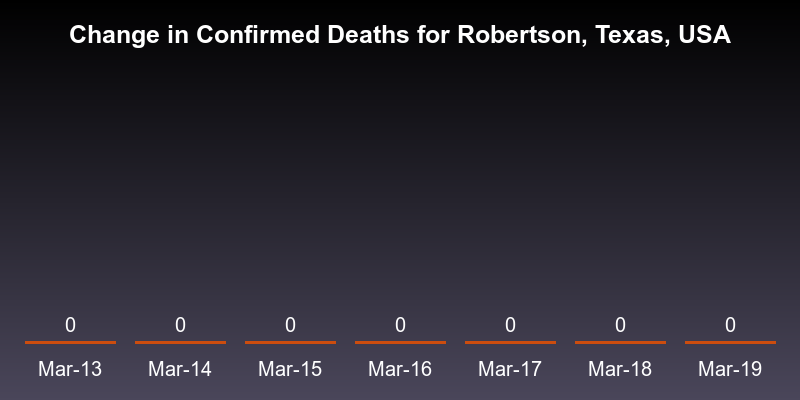 Change in Confirmed Deaths for Robertson, Texas, USA
0 0 0 0 0 0 0
Mar-13 Mar-14 Mar-15 Mar-16 Mar-17 Mar-18 Mar-19